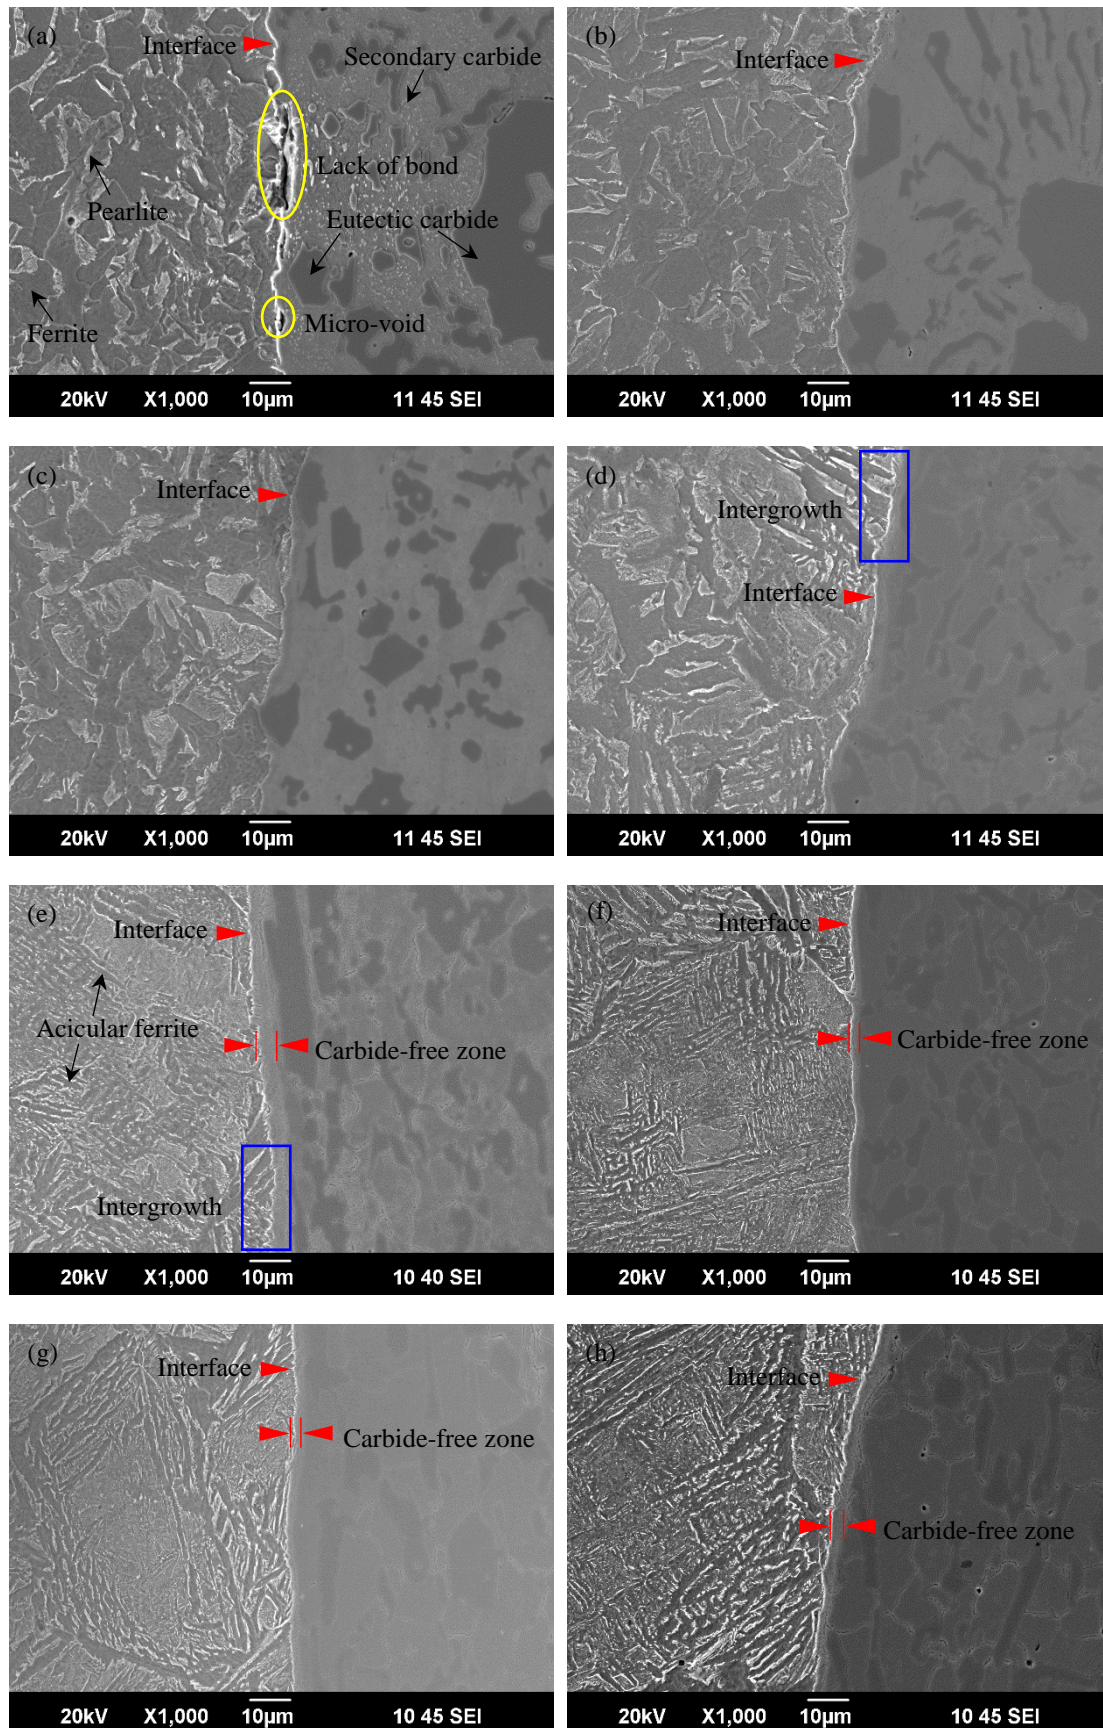 (a)
Interface
Secondary carbide
Lack of bond
Pearlite
Eutectic carbide
Ferrite
Micro-void
20kV X1,000 10µm 11 45 SEI
(b)
Interface
20kV X1,000 10µm 11 45 SEI
(c)
Interface
20kV X1,000 10µm 11 45 SEI
(d)
Intergrowth
Interface
20kV X1,000 10µm 11 45 SEI
(e)
Interface
Acicular ferrite
Carbide-free zone
Intergrowth
20kV X1,000 10µm 10 40 SEI
(f)
Interface
Carbide-free zone
20kV X1,000 10µm 10 45 SEI
(g)
Interface
Carbide-free zone
20kV X1,000 10µm 10 45 SEI
(h)
Interface
Carbide-free zone
20kV X1,000 10µm 10 45 SEI